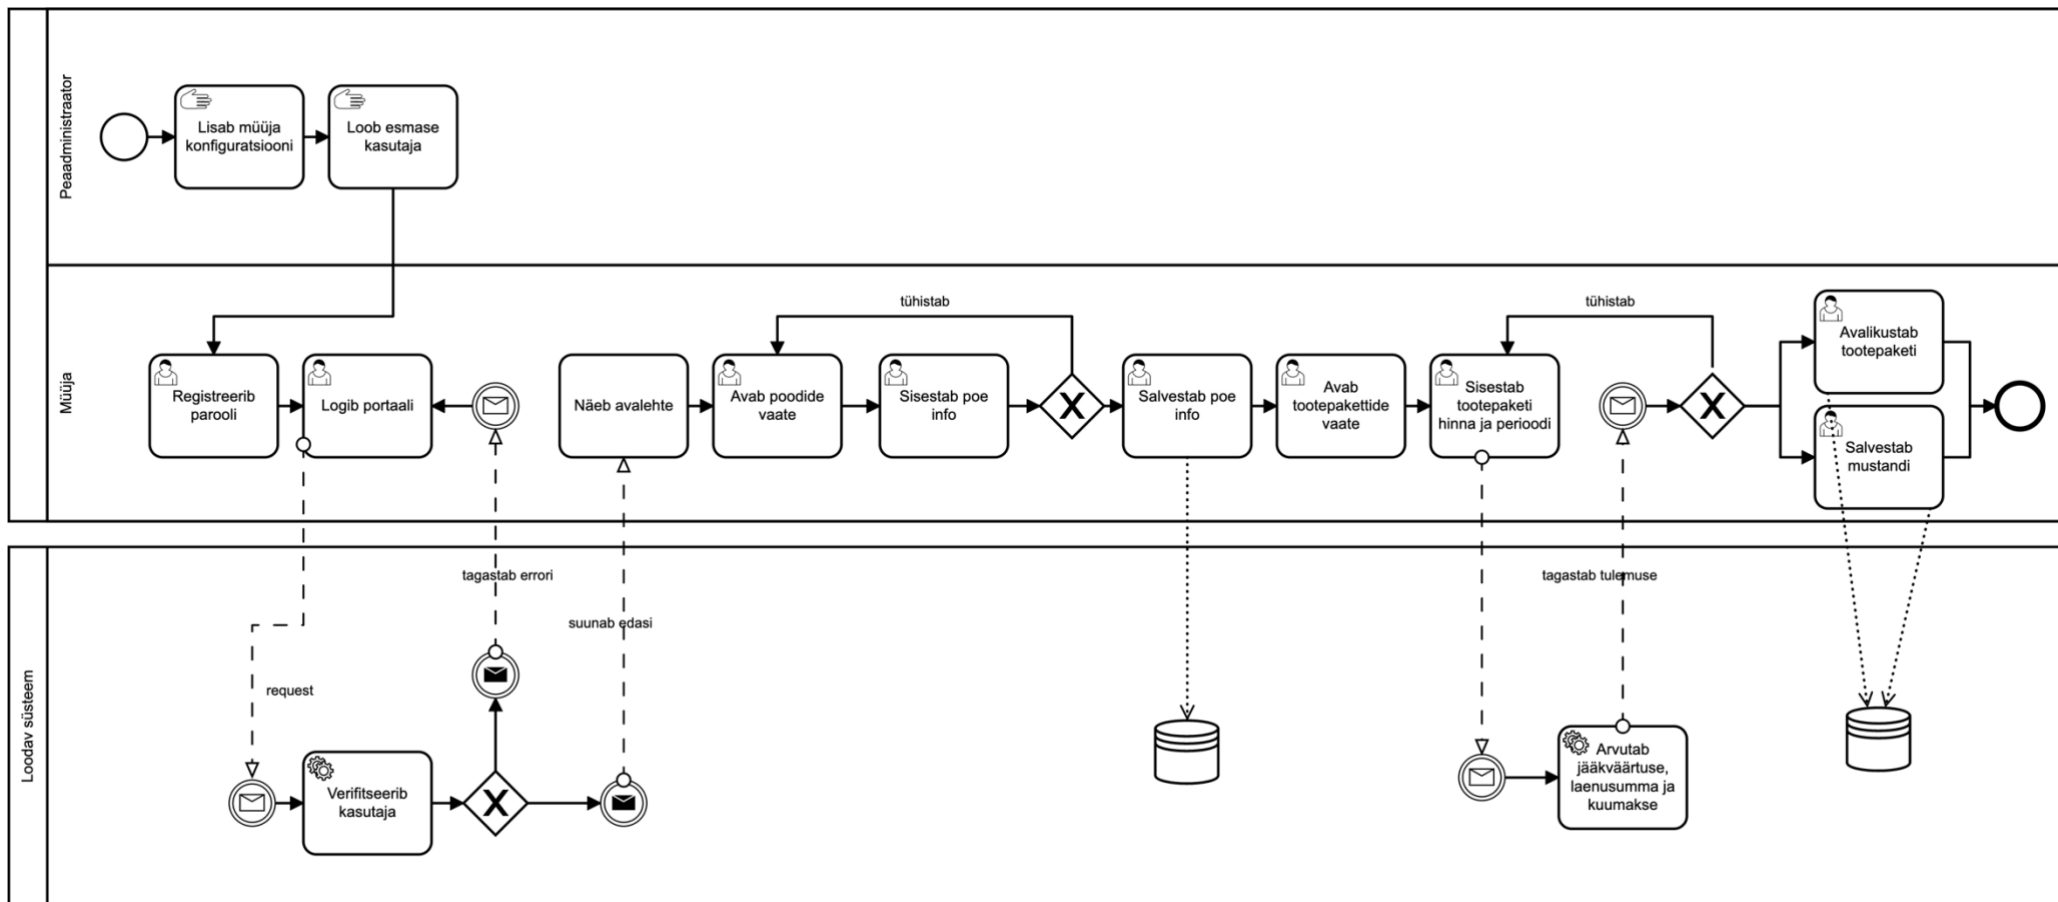 Peaadministraator
Lisab müüja
konfiguratsiooni
Loob esmase
kasutaja
Müüja
Registreerib
parooli
Logib portaali
Näeb avalehte
tühistab
Avab poodide
vaate
Sisestab poe
info
Salvestab poe
info
Avab
tootepakettide
vaate
tühistab
Sisestab
tootepaketi
hinna ja perioodi
Avalikustab
tootepaketi
Salvestab
mustandi
Loodav süsteem
request
tagastab errori
suunab edasi
tagastab tulemuse
Verifitseerib
kasutaja
Arvutab
jääkväärtuse,
laenusumma ja
kuumakse